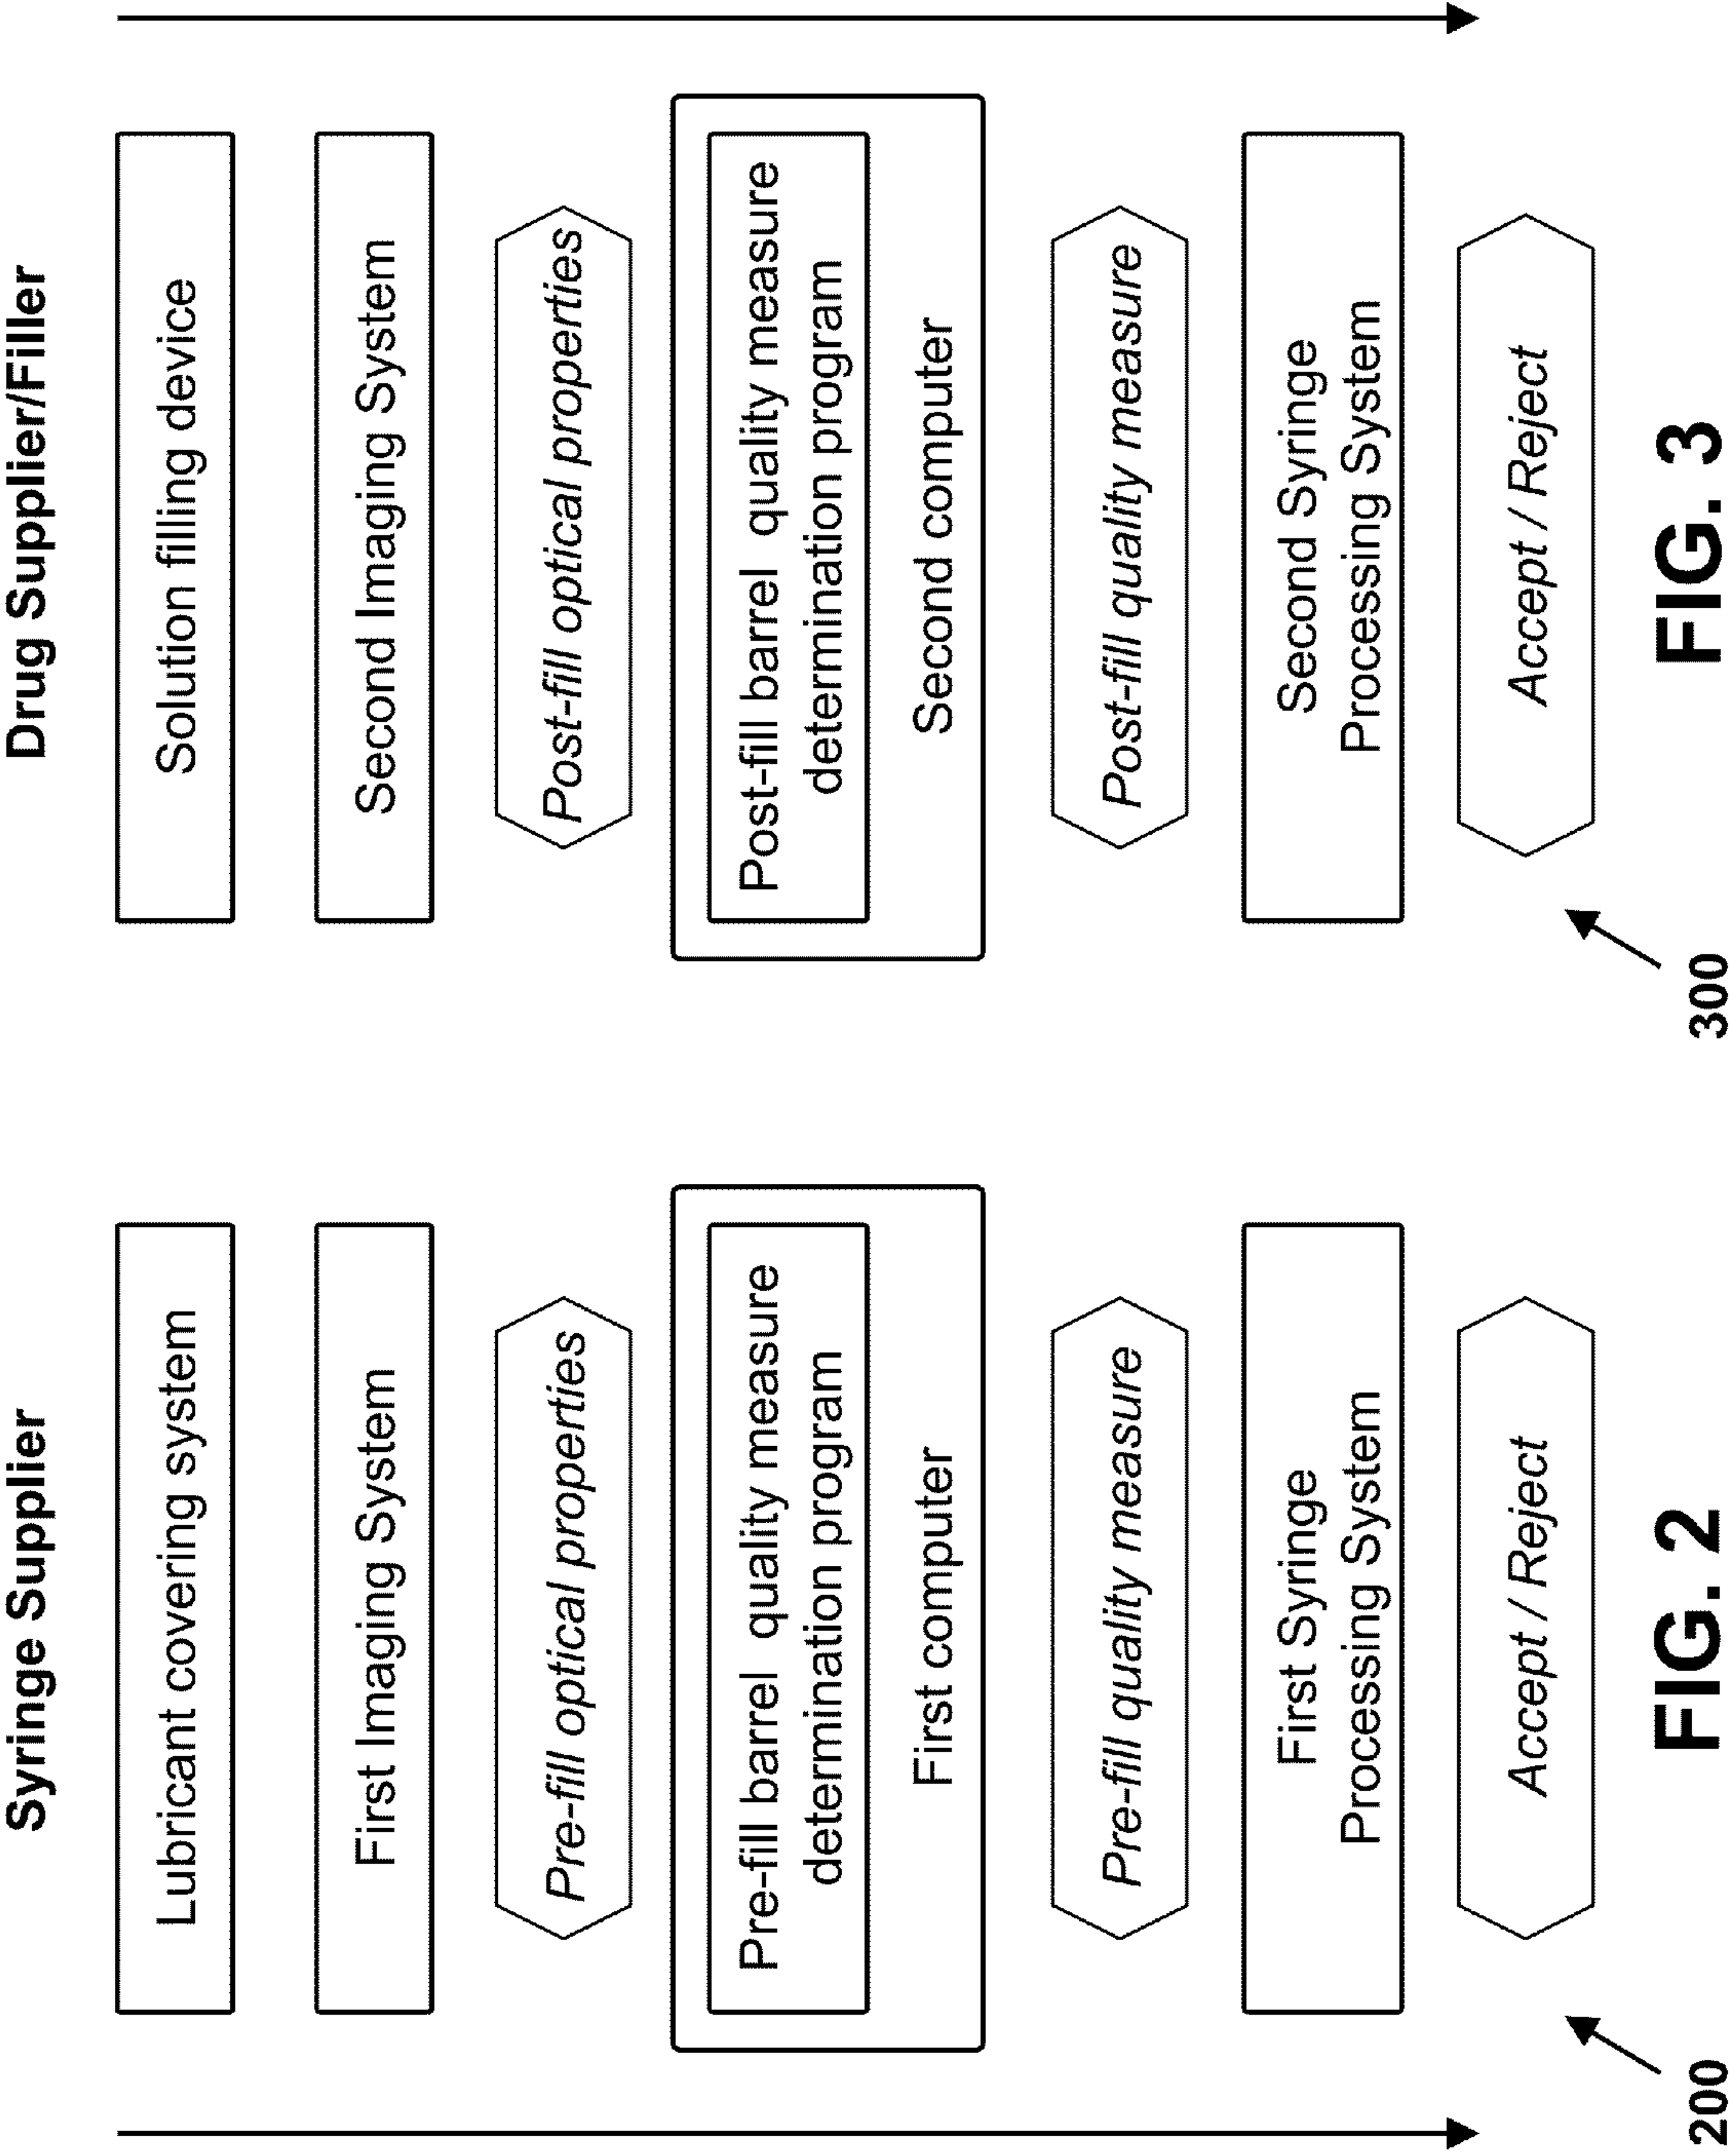 Syringe Supplier
Lubricant covering system
First Imaging System
Pre-fill optical properties
Pre-fill barrel quality measure
determination program
First computer
Pre-fill quality measure
First Syringe
Processing System
Accept / Reject
200
FIG. 2
Drug Supplier/Filler
Solution filling device
Second Imaging System
Post-fill optical properties
Post-fill barrel quality measure
determination program
Second computer
Post-fill quality measure
Second Syringe
Processing System
Accept / Reject
300
FIG. 3